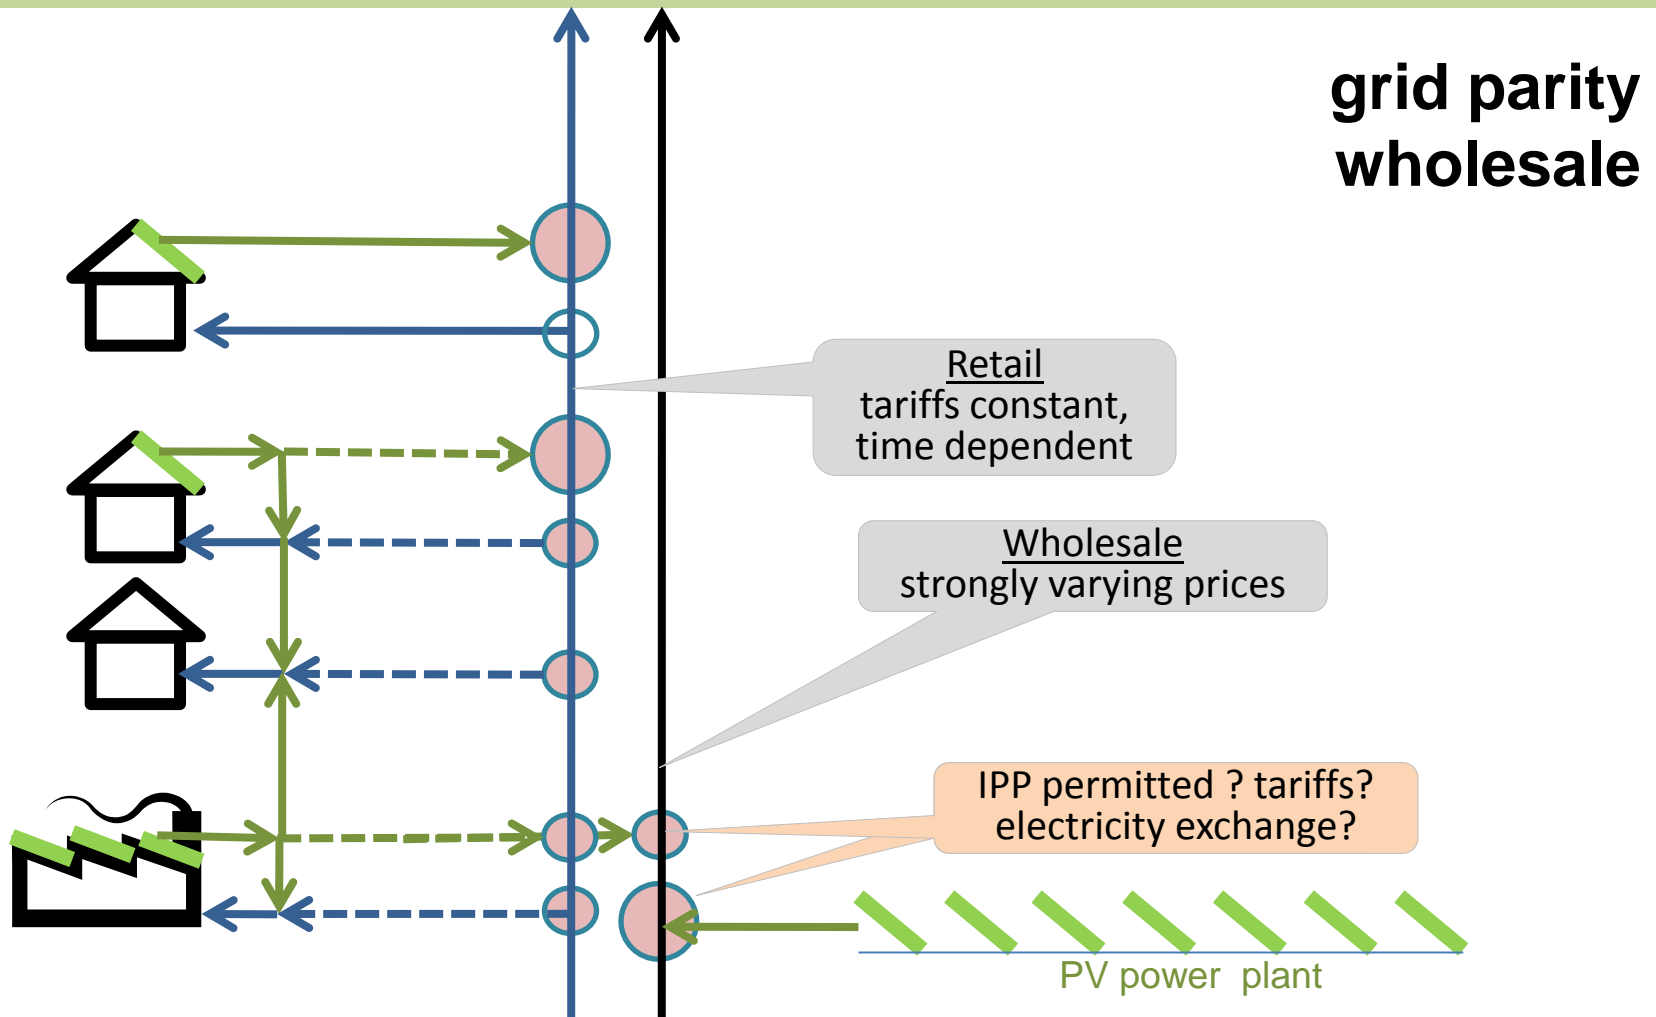 grid parity
wholesale
Retail
tariffs constant,
time dependent
Wholesale
strongly varying prices
IPP permitted ? tariffs?
electricity exchange?
PV power plant